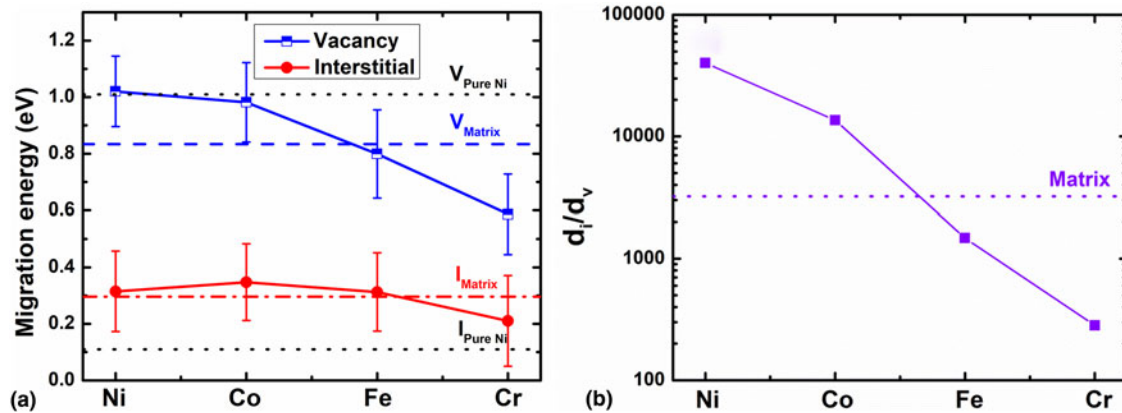 1.2
1.0
0.8
0.6
0.4
0.2
0.0
Migration energy (eV)
Vacancy
Interstitial
V Pure Ni
V Matrix
I Matrix
I Pure Ni
Ni Co Fe Cr
(a)
100000
10000
1000
100
di/dv
Matrix
Ni Co Fe Cr
(b)